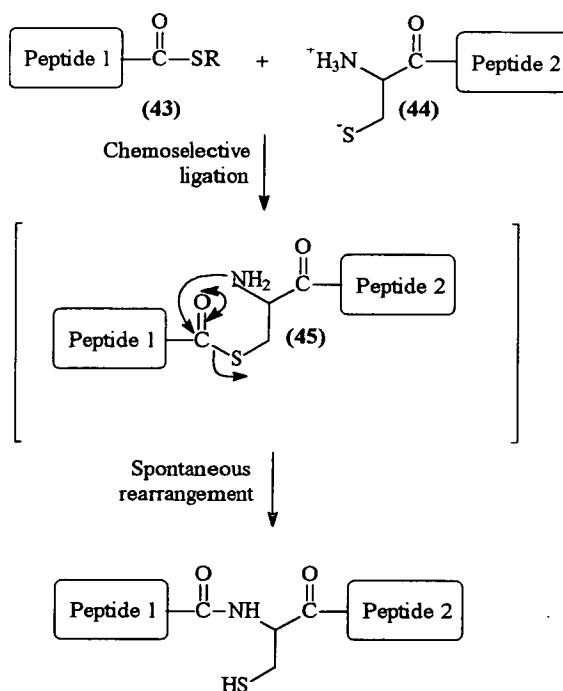 Peptide 1 C SR + +H3N O Peptide 2
O
(43) -S (44)
Chemoselective
ligation
O
NH2 Peptide 2
O
Peptide 1 C S (45)
Spontaneous
rearrangement
O O
Peptide 1 C NH Peptide 2
HS